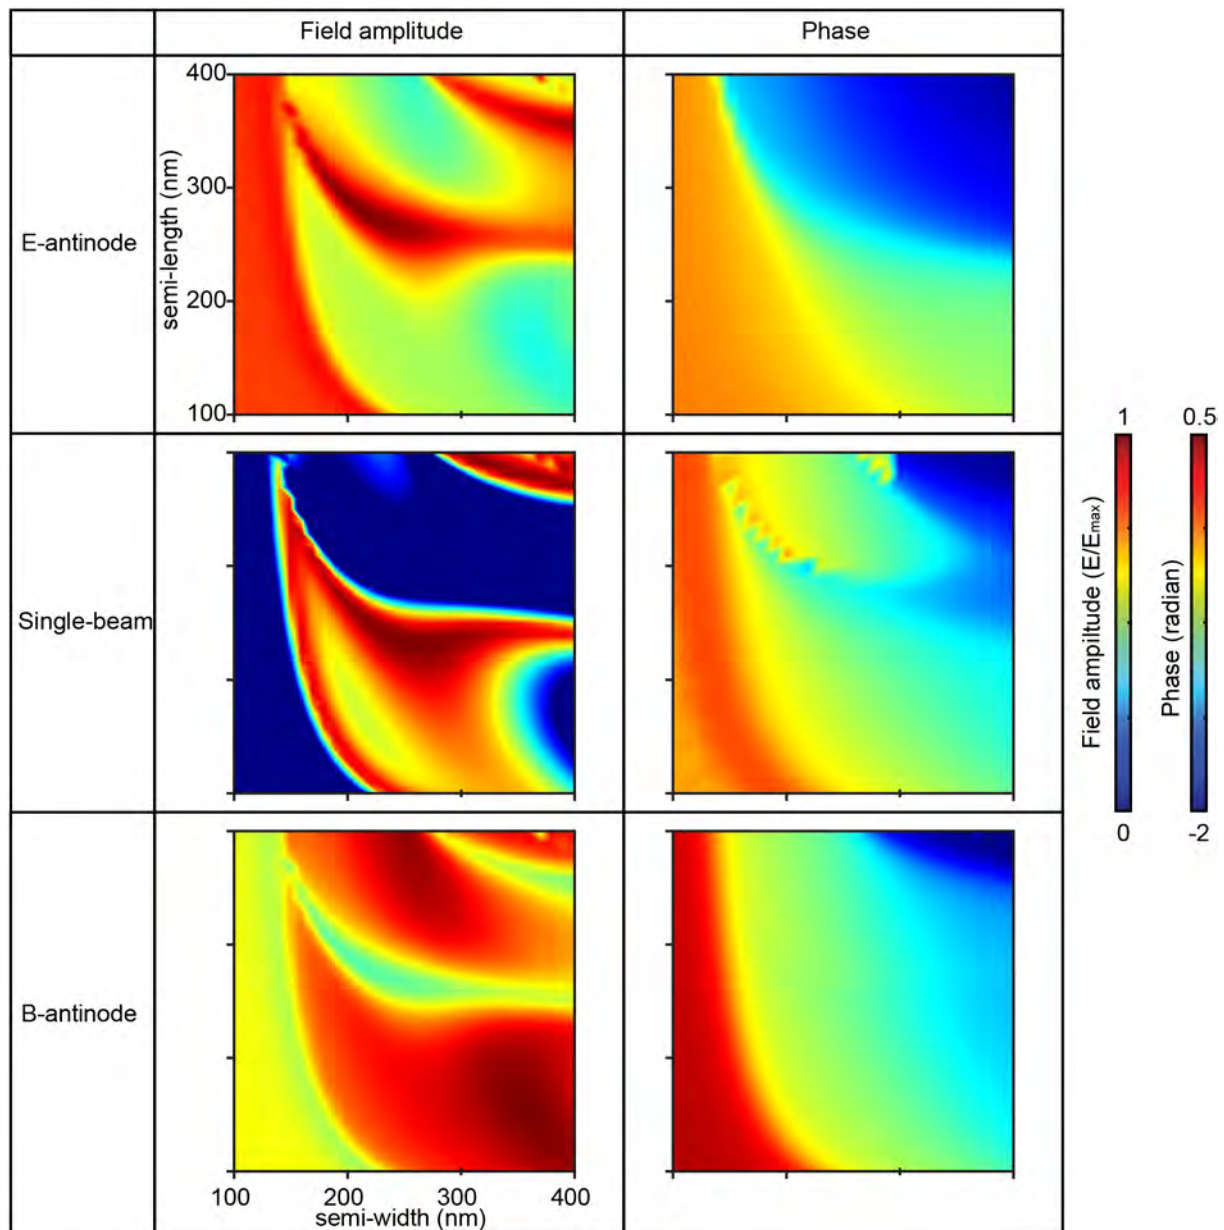 Field amplitude
Phase
E-antinode
semi-length (nm)
400
300
200
100
Single-beam
B-antinode
100
200
300
400
semi-width (nm)
1
0.5
Field ampiltude (E/Emax)
Phase (radian)
0
-2